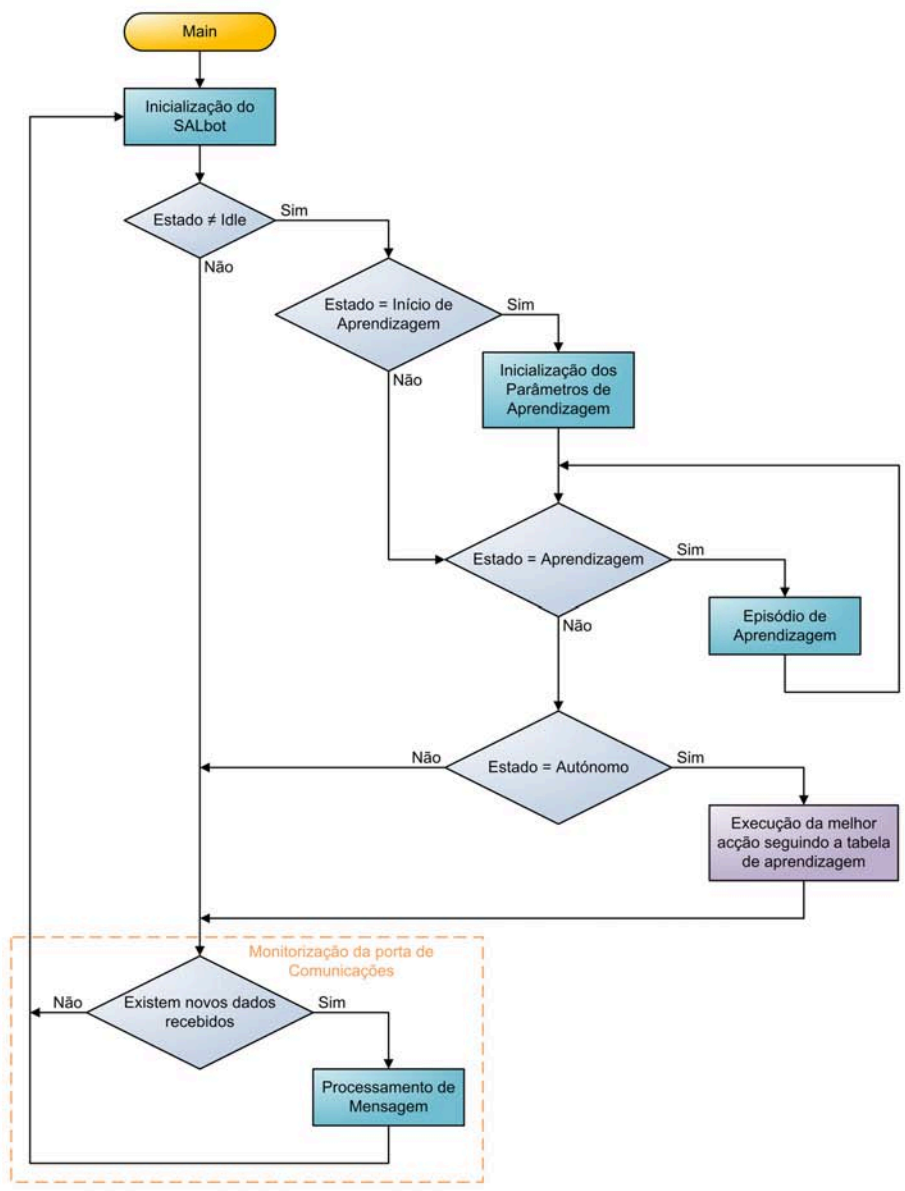 Main
Inicialização do
SALbot
Estado ≠ Idle
Sim
Não
Estado = Início de
Aprendizagem
Sim
Não
Inicialização dos
Parâmetros de
Aprendizagem
Estado = Aprendizagem
Sim
Não
Episódio de
Aprendizagem
Estado = Autónomo
Não
Sim
Execução da melhor
acção seguindo a tabela
de aprendizagem
Monitorização da porta de
Comunicações
Existem novos dados
recebidos
Não
Sim
Processamento de
Mensagem